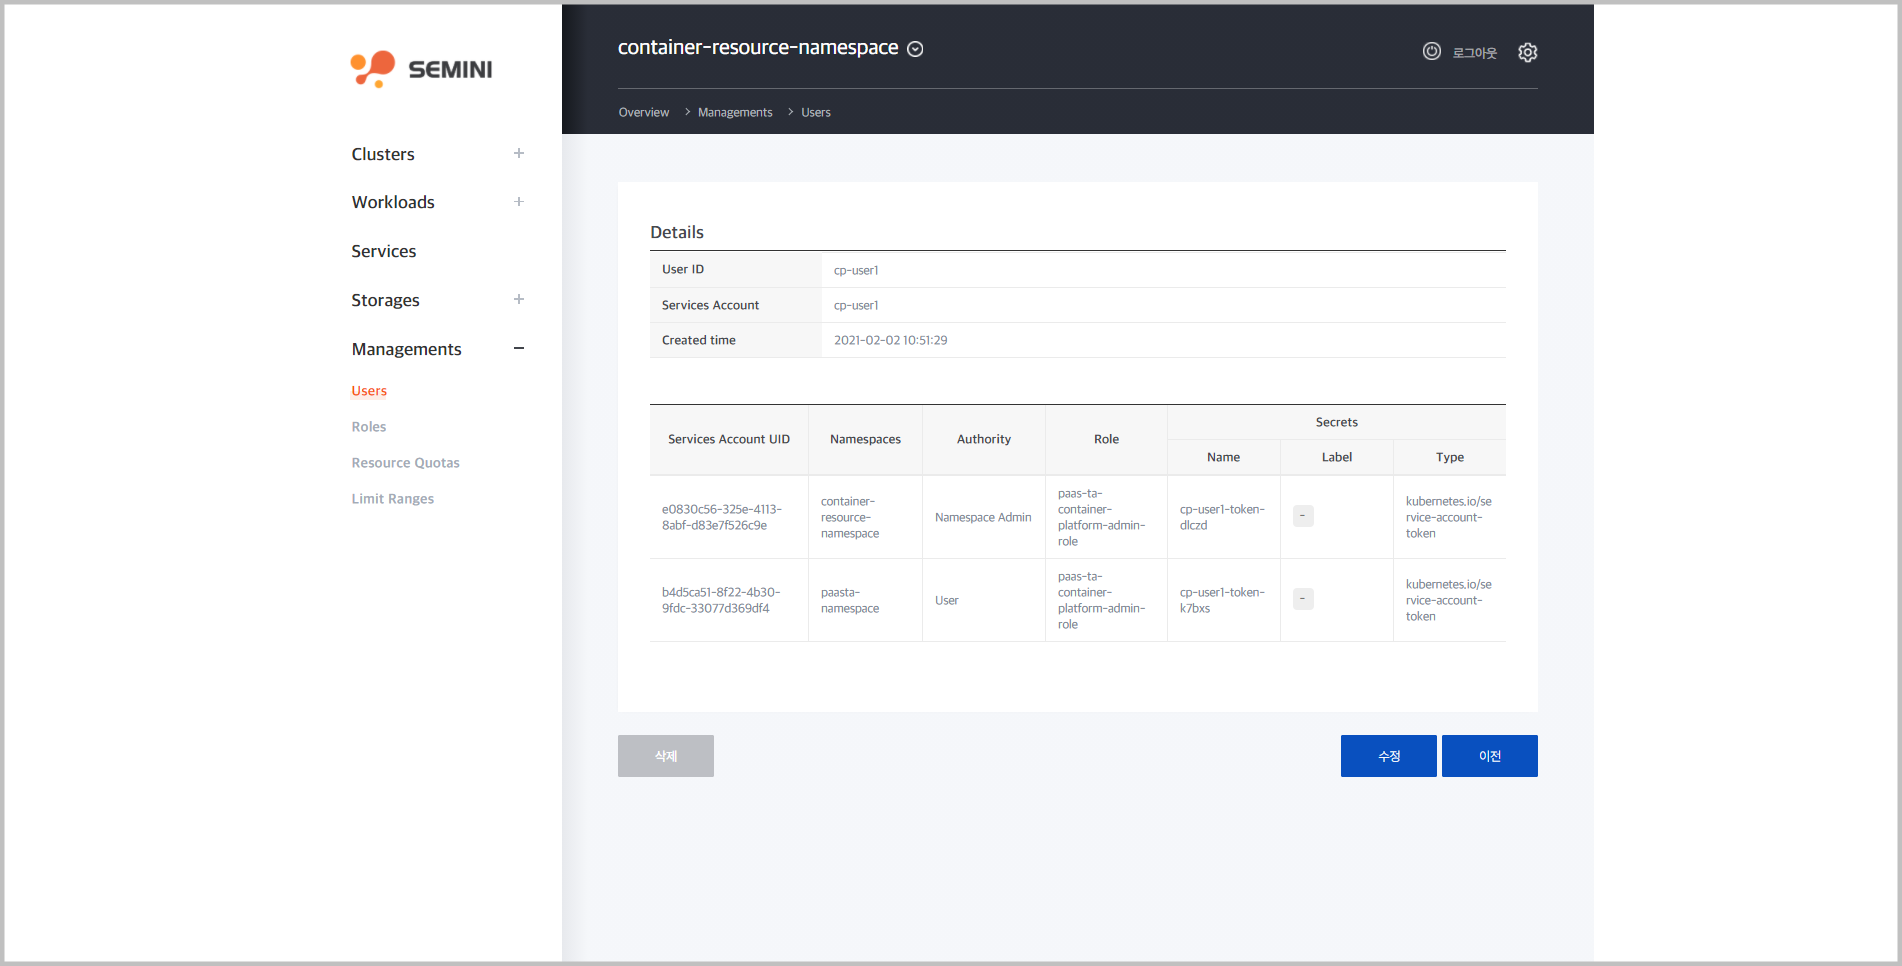 SEMINI
container-resource-namespace
로그아웃
Overview > Managements > Users
Clusters
Workloads
Services
Storages
Managements
Users
Roles
Resource Quotas
Limit Ranges
Details
User ID cp-user1
Services Account cp-user1
Created time 2021-02-02 10:51:29
Services Account UID Namespaces Authority Role Secrets
Name Label Type
e0830c56-325e-4113-
8abf-d83e7f526c9e
container-
resource-
namespace
Namespace Admin
paas-ta-
container-
platform-admin-
role
cp-user1-token-
dlczd
-
kubernetes.io/se
rvice-account-
token
b4d5ca51-8f22-4b30-
9fdc-33077d369df4
paasta-
namespace
User
paas-ta-
container-
platform-admin-
role
cp-user1-token-
k7bxs
-
kubernetes.io/se
rvice-account-
token
삭제
수정
이전